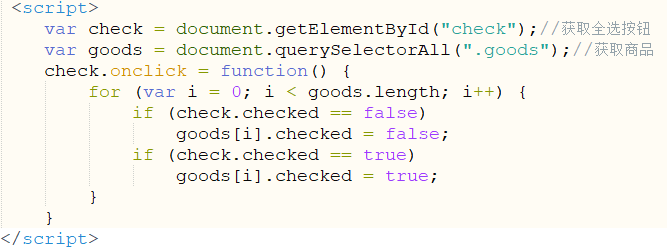 <script>
var check = document.getElementById("check");//获取全选按钮
var goods = document.querySelectorAll(".goods");//获取商品
check.onclick = function() {
for (var i = 0; i < goods.length; i++) {
if (check.checked == false)
goods[i].checked = false;
if (check.checked == true)
goods[i].checked = true;
}
}
</script>